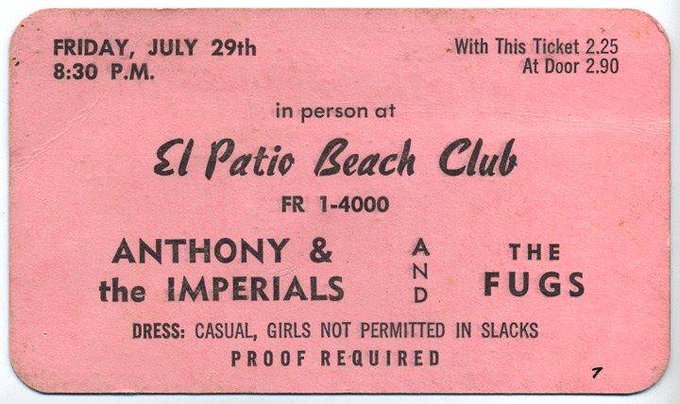 FRIDAY, JULY 29th
8:30 P.M.
With This Ticket 2.25
At Door 2.90
in person at
El Patio Beach Club
FR 1-4000
ANTHONY &
the IMPERIALS
AND
THE
FUGS
DRESS: CASUAL, GIRLS NOT PERMITTED IN SLACKS
PROOF REQUIRED
7